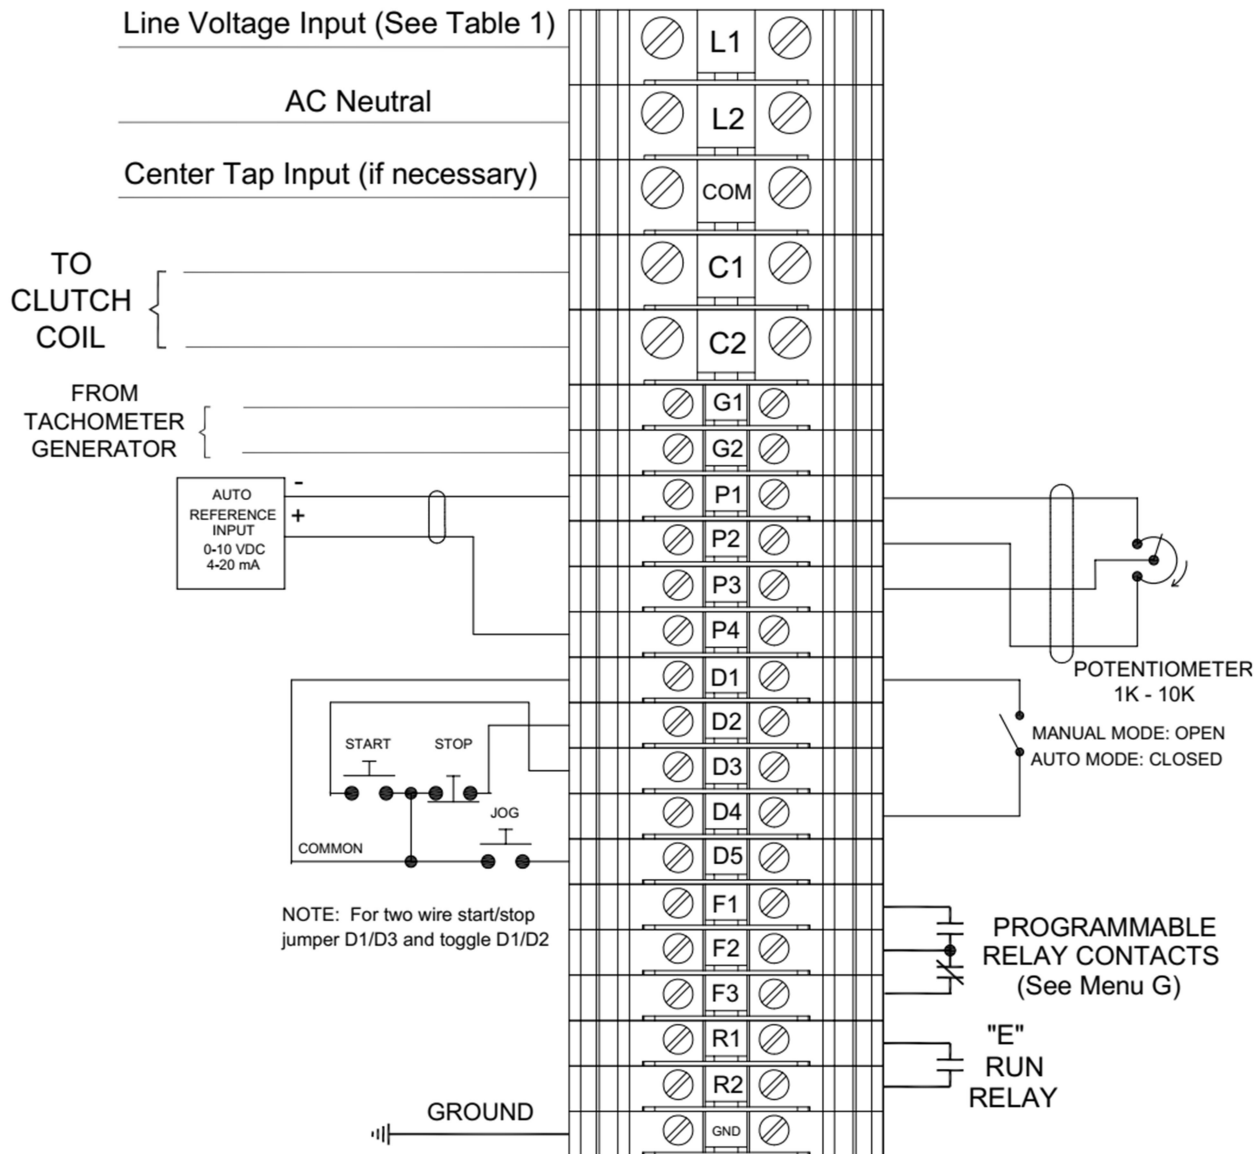 Line Voltage Input (See Table 1)
L1
AC Neutral
L2
Center Tap Input (if necessary)
COM
TO
CLUTCH
COIL
C1
C2
FROM
TACHOMETER
GENERATOR
G1
G2
AUTO
REFERENCE
INPUT
0-10 VDC
4-20 mA
-
+
P1
P2
P3
P4
POTENTIOMETER
1K - 10K
D1
D2
D3
D4
D5
START
STOP
JOG
COMMON
MANUAL MODE: OPEN
AUTO MODE: CLOSED
NOTE: For two wire start/stop
jumper D1/D3 and toggle D1/D2
F1
F2
F3
PROGRAMMABLE
RELAY CONTACTS
(See Menu G)
R1
R2
"E"
RUN
RELAY
GROUND
GND